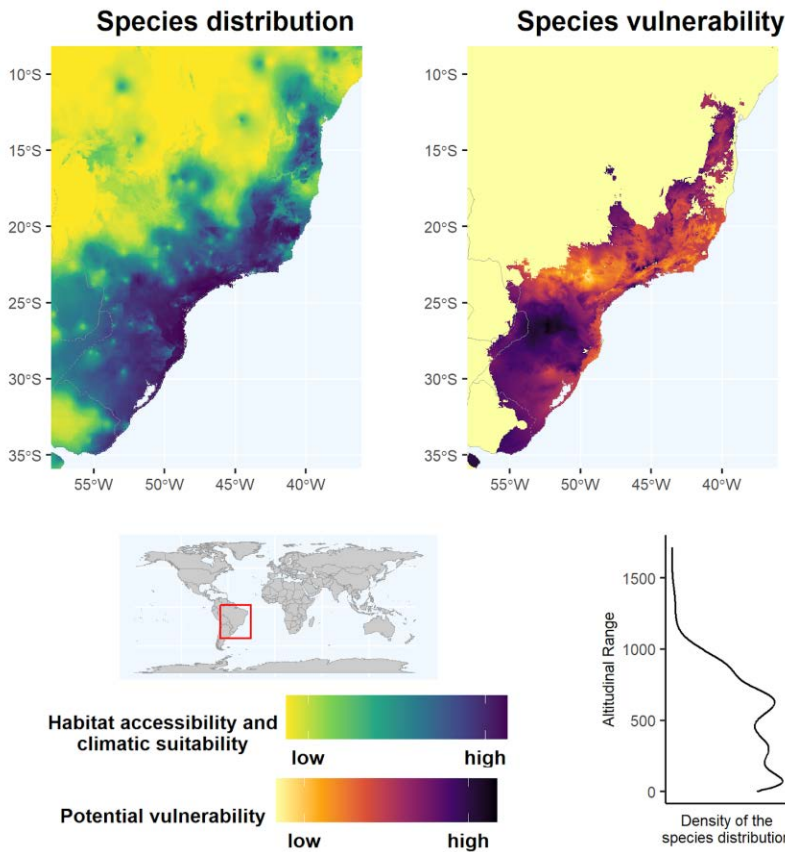 Species distribution
Species vulnerability
10°S
15°S
20°S
25°S
30°S
35°S
55°W 50°W 45°W 40°W
10°S
15°S
20°S
25°S
30°S
35°S
55°W 50°W 45°W 40°W
Habitat accessibility and
climatic suitability
low high
Potential vulnerability
low high
Altitudinal Range
1500
1000
500
0
Density of the
species distribution